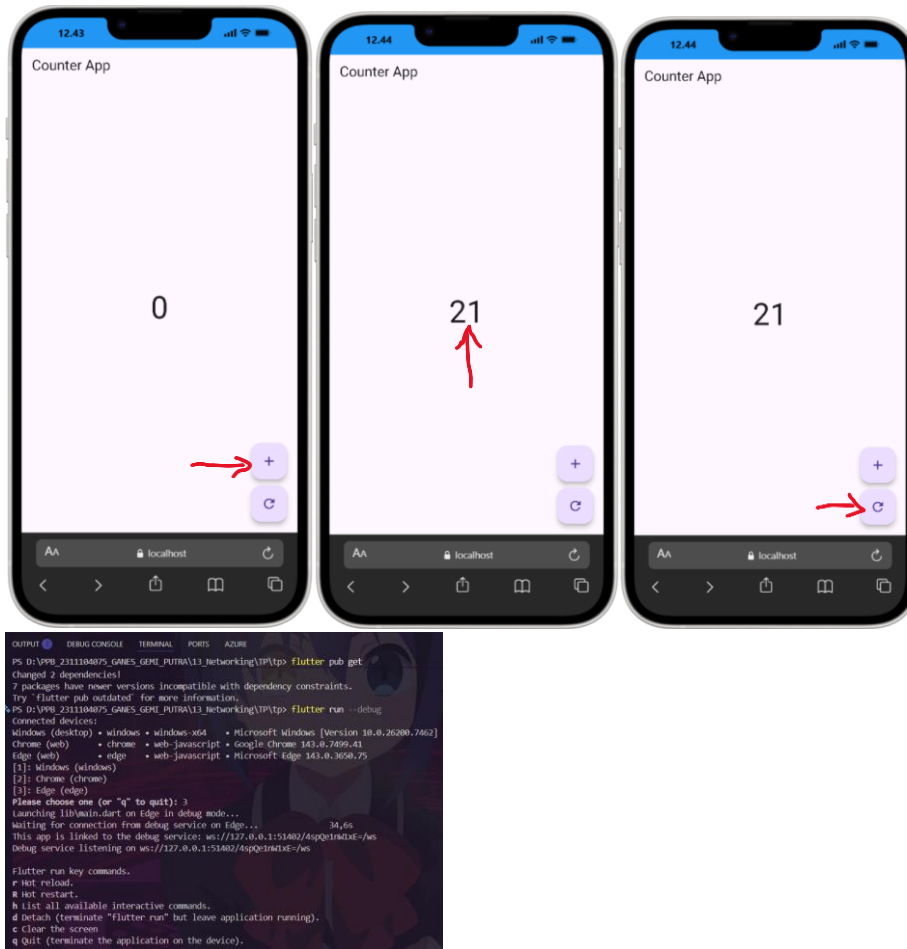 12.43
Counter App
0
+
AA localhost
12.44
Counter App
21
+
AA localhost
12.44
Counter App
21
+
AA localhost
OUTPUT DEBUG CONSOLE TERMINAL PORTS AZURE
PS D:\PPB_2311104075_GANES_GEMI_PUTRA\13_Networking\TP\tp> flutter pub get
Changed 2 dependencies!
7 packages have newer versions incompatible with dependency constraints.
Try `flutter pub outdated` for more information.
PS D:\PPB_2311104075_GANES_GEMI_PUTRA\13_Networking\TP\tp> flutter run --debug
Connected devices:
Windows (desktop) • windows • windows-x64 • Microsoft Windows [Version 10.0.26200.7462]
Chrome (web) • chrome • web-javascript • Google Chrome 143.0.7499.41
Edge (web) • edge • web-javascript • Microsoft Edge 143.0.3650.75
[1]: Windows (windows)
[2]: Chrome (chrome)
[3]: Edge (edge)
Please choose one (or "q" to quit): 3
Launching lib\main.dart on Edge in debug mode...
Waiting for connection from debug service on Edge... 34,6s
This app is linked to the debug service: ws://127.0.0.1:51402/4spQe1nW1xE=/ws
Debug service listening on ws://127.0.0.1:51402/4spQe1nW1xE=/ws
Flutter run key commands.
r Hot reload.
R Hot restart.
h List all available interactive commands.
d Detach (terminate "flutter run" but leave application running).
c Clear the screen
q Quit (terminate the application on the device).